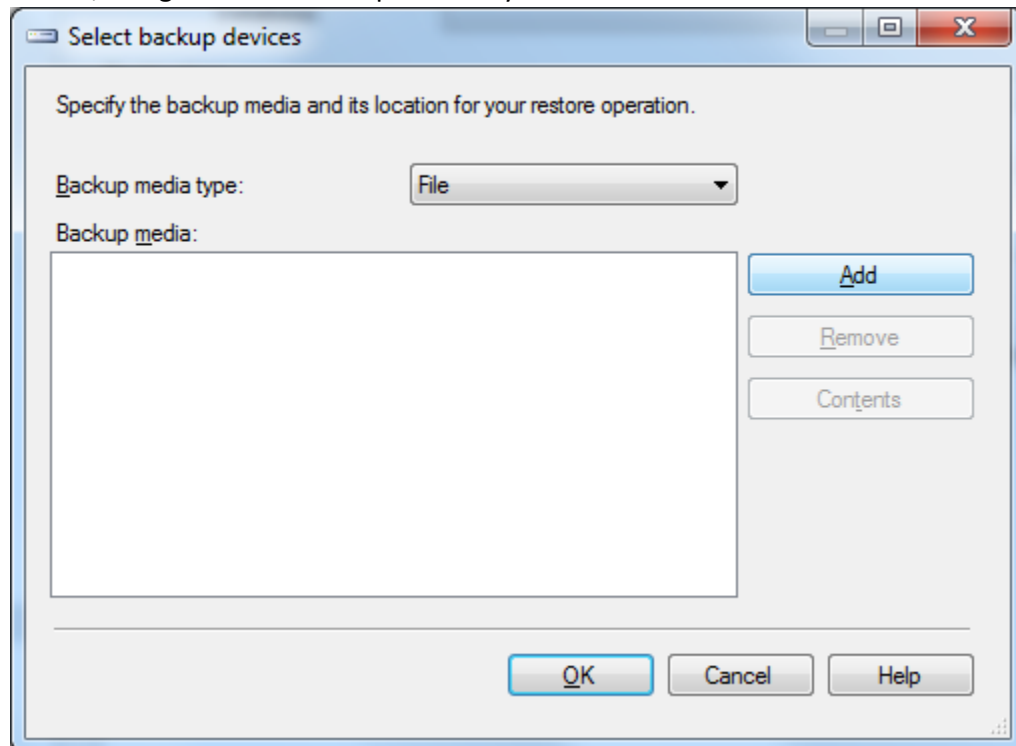 Select backup devices
Specify the backup media and its location for your restore operation.
Backup media type:
File
Backup media:
Add
Remove
Contents
OK
Cancel
Help